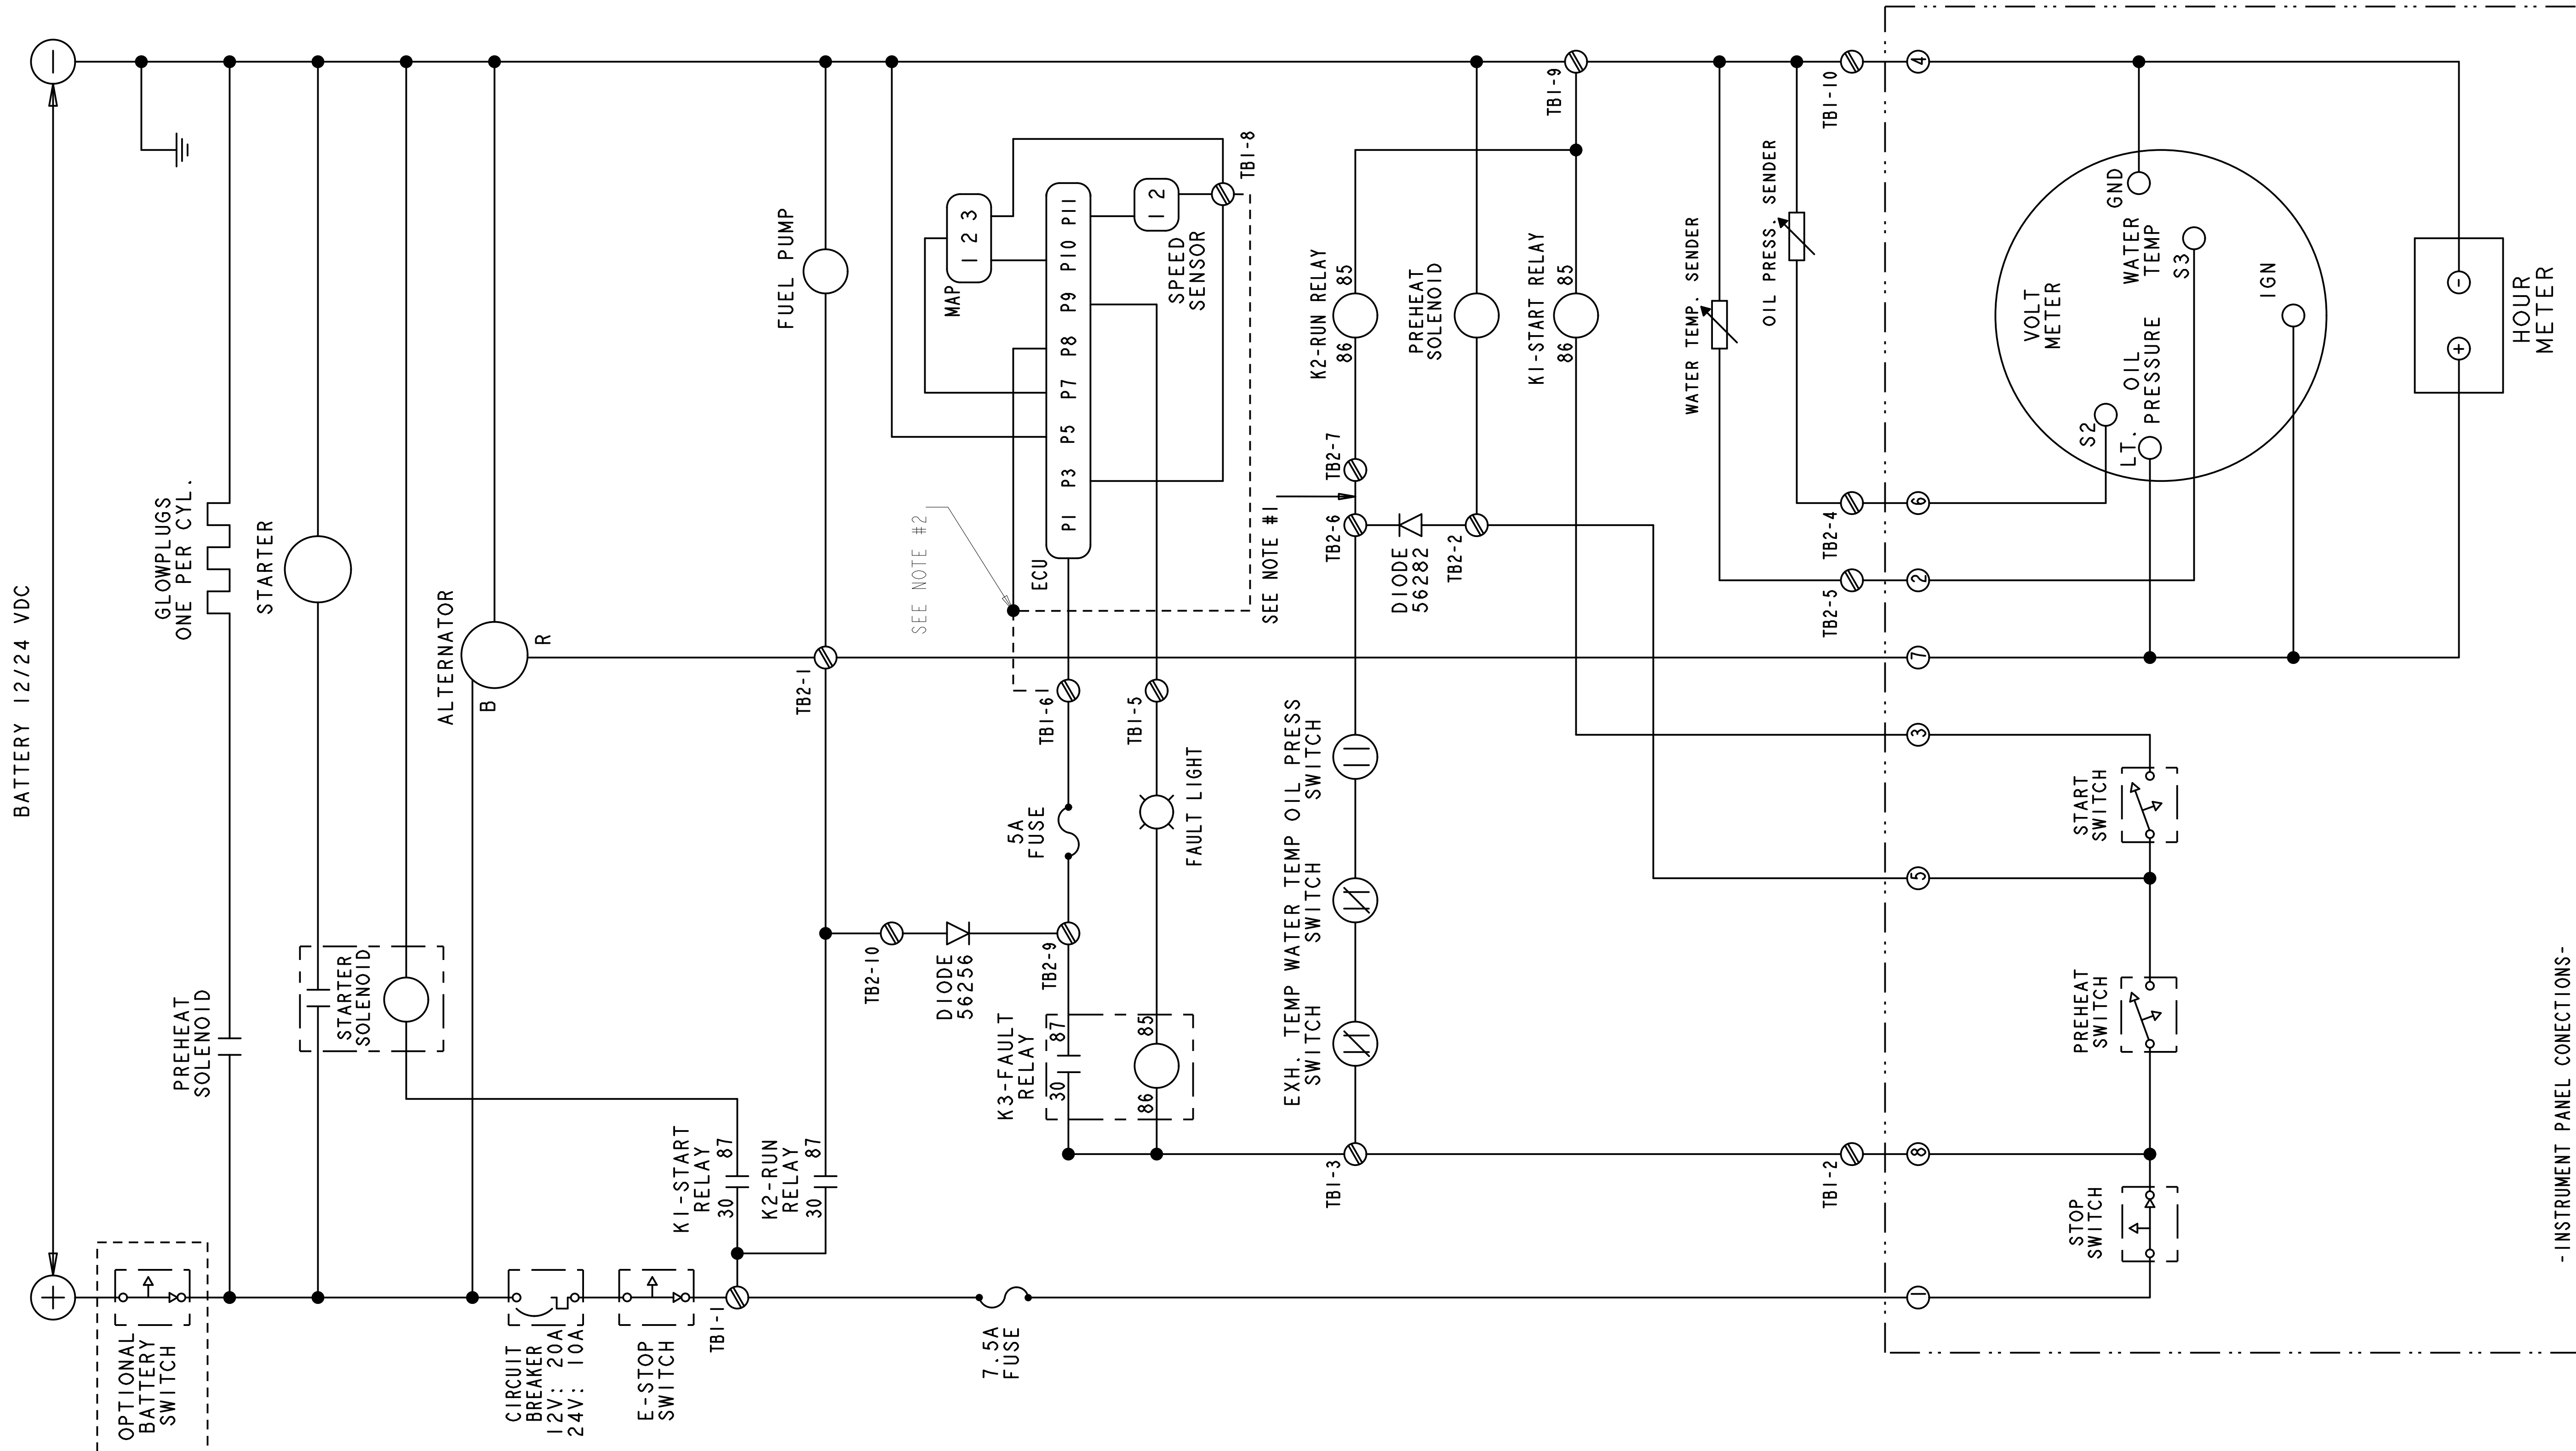 BATTERY 12/24 VDC
OPTIONAL
BATTERY
SWITCH
GLOWPLUGS
ONE PER CYL.
PREHEAT
SOLENOID
STARTER
STARTER
SOLENOID
ALTERNATOR
B
R
CIRCUIT
BREAKER
12V: 20A
24V: 10A
E-STOP
SWITCH
TB1-1
K1-START
RELAY
30 87
K2-RUN
RELAY
30 87
FUEL PUMP
TB2-1
TB2-10
DIODE
56256
SEE NOTE #2
MAP
1 2 3
ECU
P1 P3 P5 P7 P8 P9 P10 P11
SPEED
SENSOR
1 2
TB1-8
TB1-6
TB1-5
5A
FUSE
FAULT LIGHT
TB2-9
K3-FAULT
RELAY
30 87
86 85
7.5A
FUSE
SEE NOTE #1
EXH. TEMP WATER TEMP OIL PRESS
SWITCH SWITCH SWITCH
TB1-3
K2-RUN RELAY
86 85
TB2-7
TB2-6
DIODE
56282
TB2-2
PREHEAT
SOLENOID
K1-START RELAY
86 85
TB1-9
WATER TEMP. SENDER
OIL PRESS. SENDER
TB1-10
TB2-4
TB2-5
TB1-2
4
6
2
7
3
5
8
1
VOLT
METER
GND
WATER
TEMP
S3
IGN
S2
LT.
OIL
PRESSURE
HOUR
METER
+ -
START
SWITCH
PREHEAT
SWITCH
STOP
SWITCH
-INSTRUMENT PANEL CONECTIONS-